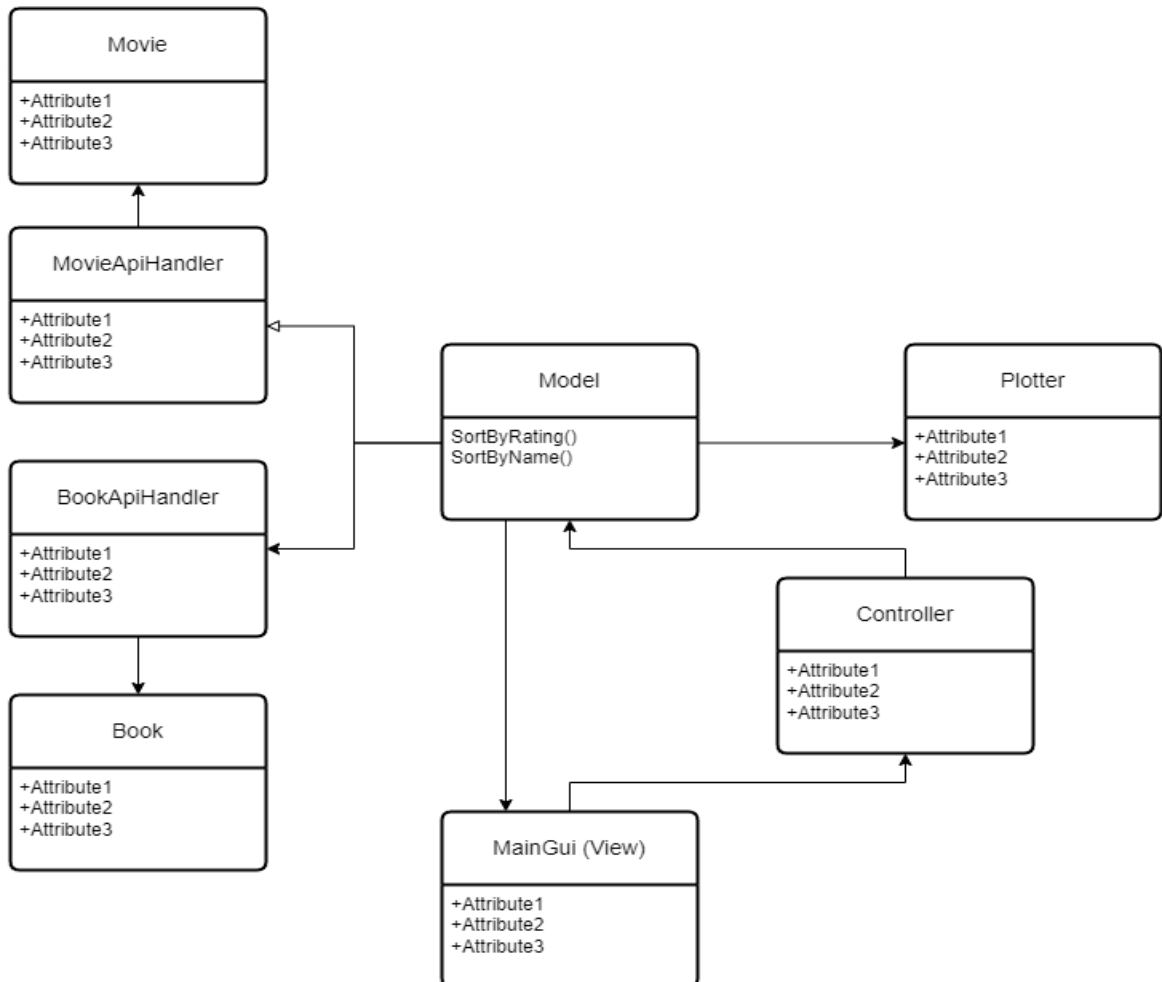 Movie
+Attribute1
+Attribute2
+Attribute3
MovieApiHandler
+Attribute1
+Attribute2
+Attribute3
BookApiHandler
+Attribute1
+Attribute2
+Attribute3
Book
+Attribute1
+Attribute2
+Attribute3
Model
SortByRating()
SortByName()
Plotter
+Attribute1
+Attribute2
+Attribute3
Controller
+Attribute1
+Attribute2
+Attribute3
MainGui (View)
+Attribute1
+Attribute2
+Attribute3